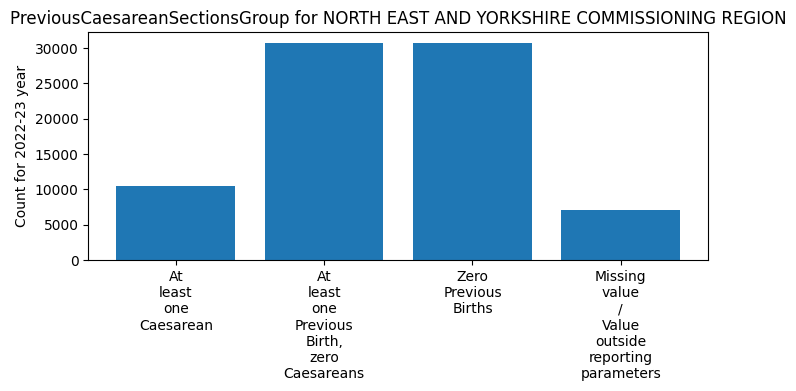 PreviousCaesareanSectionsGroup for NORTH EAST AND YORKSHIRE COMMISSIONING REGION
Count for 2022-23 year
30000
25000
20000
15000
10000
5000
0
At
least
one
Caesarean
At
least
one
Previous
Birth,
zero
Caesareans
Zero
Previous
Births
Missing
value
/
Value
outside
reporting
parameters